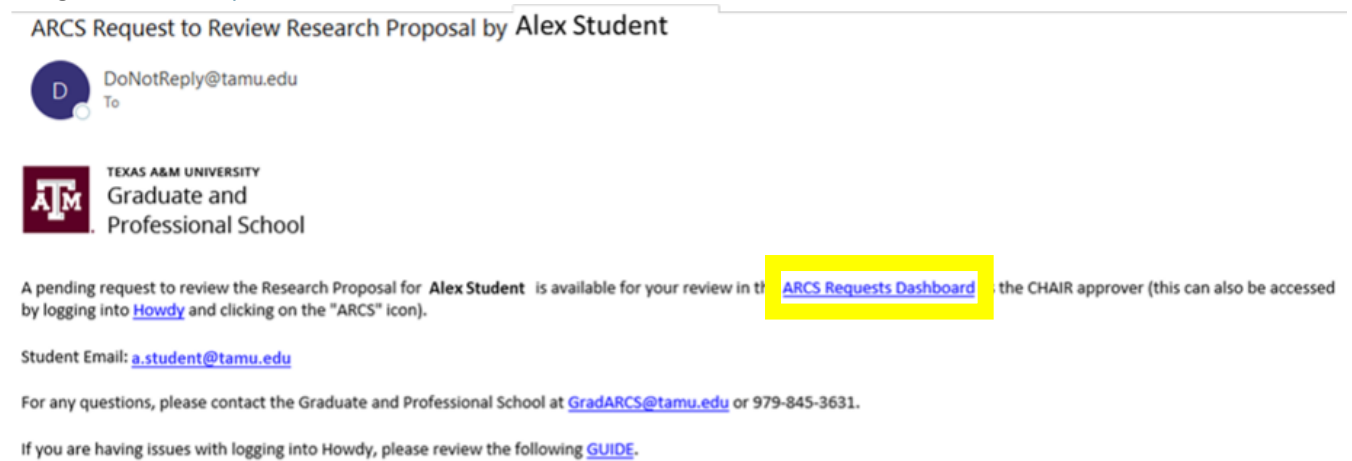 ARCS Request to Review Research Proposal by Alex Student
D
DoNotReply@tamu.edu
To
TEXAS A&M UNIVERSITY
Graduate and
Professional School
A pending request to review the Research Proposal for Alex Student is available for your review in th ARCS Requests Dashboard s the CHAIR approver (this can also be accessed
by logging into Howdy and clicking on the "ARCS" icon).
Student Email: a.student@tamu.edu
For any questions, please contact the Graduate and Professional School at GradARCS@tamu.edu or 979-845-3631.
If you are having issues with logging into Howdy, please review the following GUIDE.